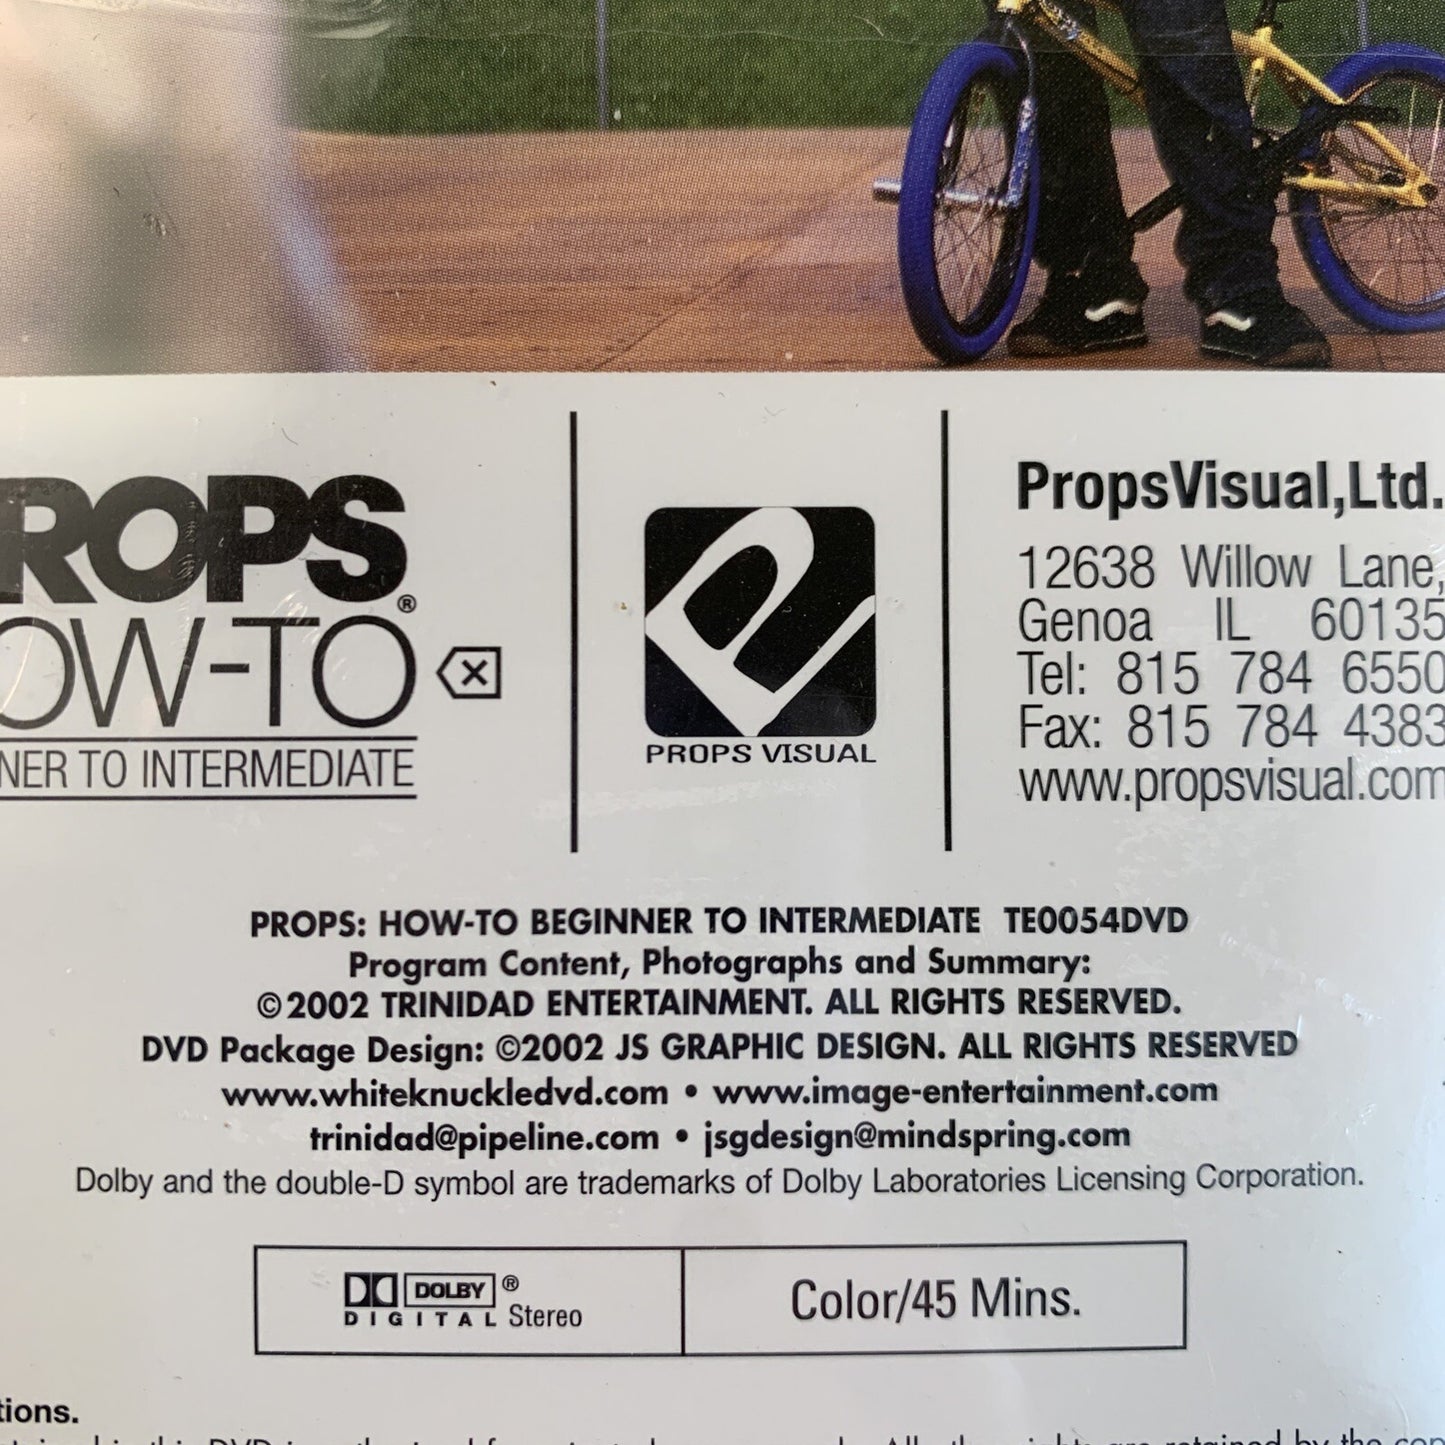 ROPS®
OW-TO
NER TO INTERMEDIATE
PROPS VISUAL
PropsVisual,Ltd.
12638 Willow Lane,
Genoa IL 60135
Tel: 815 784 6550
Fax: 815 784 4383
www.propsvisual.com
PROPS: HOW-TO BEGINNER TO INTERMEDIATE TE0054DVD
Program Content, Photographs and Summary:
©2002 TRINIDAD ENTERTAINMENT. ALL RIGHTS RESERVED.
DVD Package Design: ©2002 JS GRAPHIC DESIGN. ALL RIGHTS RESERVED
www.whiteknuckledvd.com • www.image-entertainment.com
trinidad@pipeline.com • jsgdesign@mindspring.com
Dolby and the double-D symbol are trademarks of Dolby Laboratories Licensing Corporation.
DOLBY®
DIGITAL Stereo
Color/45 Mins.
tions.